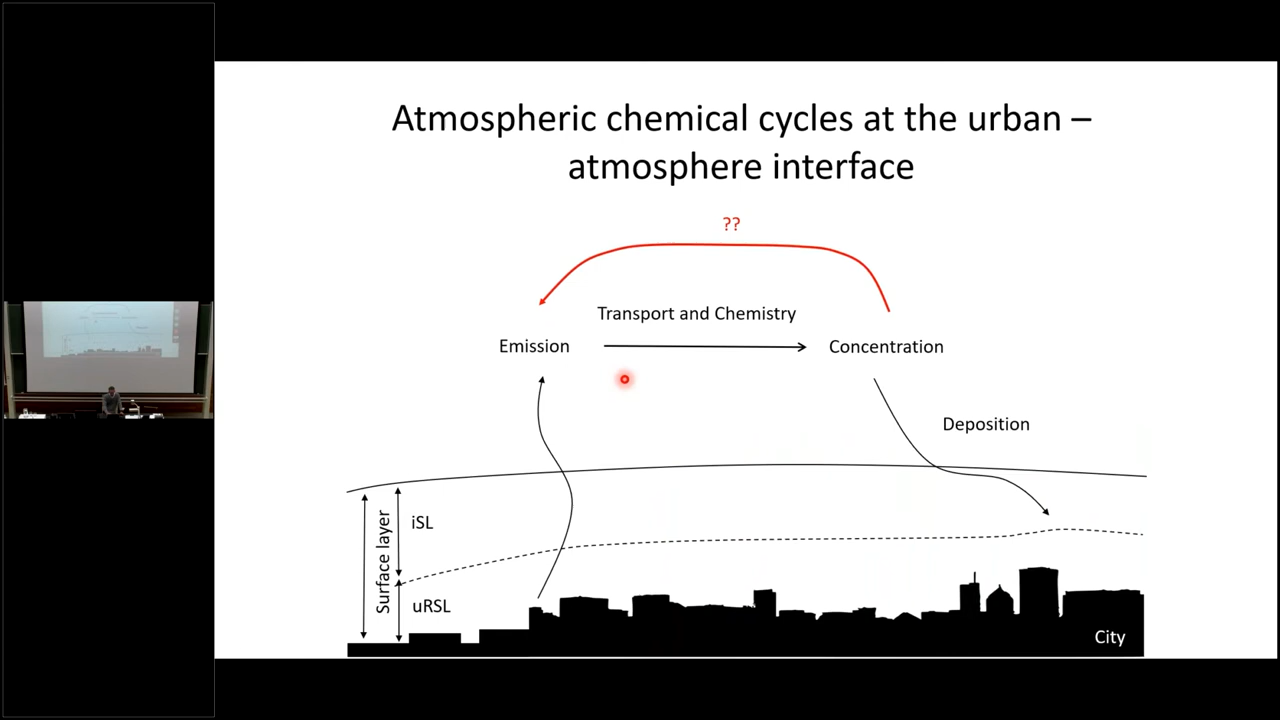 Atmospheric chemical cycles at the urban –
atmosphere interface
??
Transport and Chemistry
Emission
Concentration
Deposition
Surface layer
iSL
uRSL
City